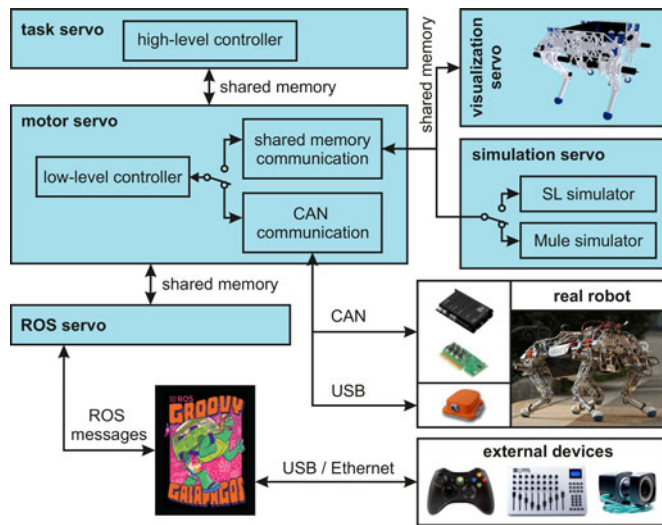 task servo
high-level controller
shared memory
motor servo
shared memory
communication
low-level controller
CAN
communication
shared memory
visualization
servo
simulation servo
SL simulator
Mule simulator
shared memory
ROS servo
CAN
USB
real robot
ROS
messages
ROS
GROOVY
GALAPAGOS
USB / Ethernet
external devices